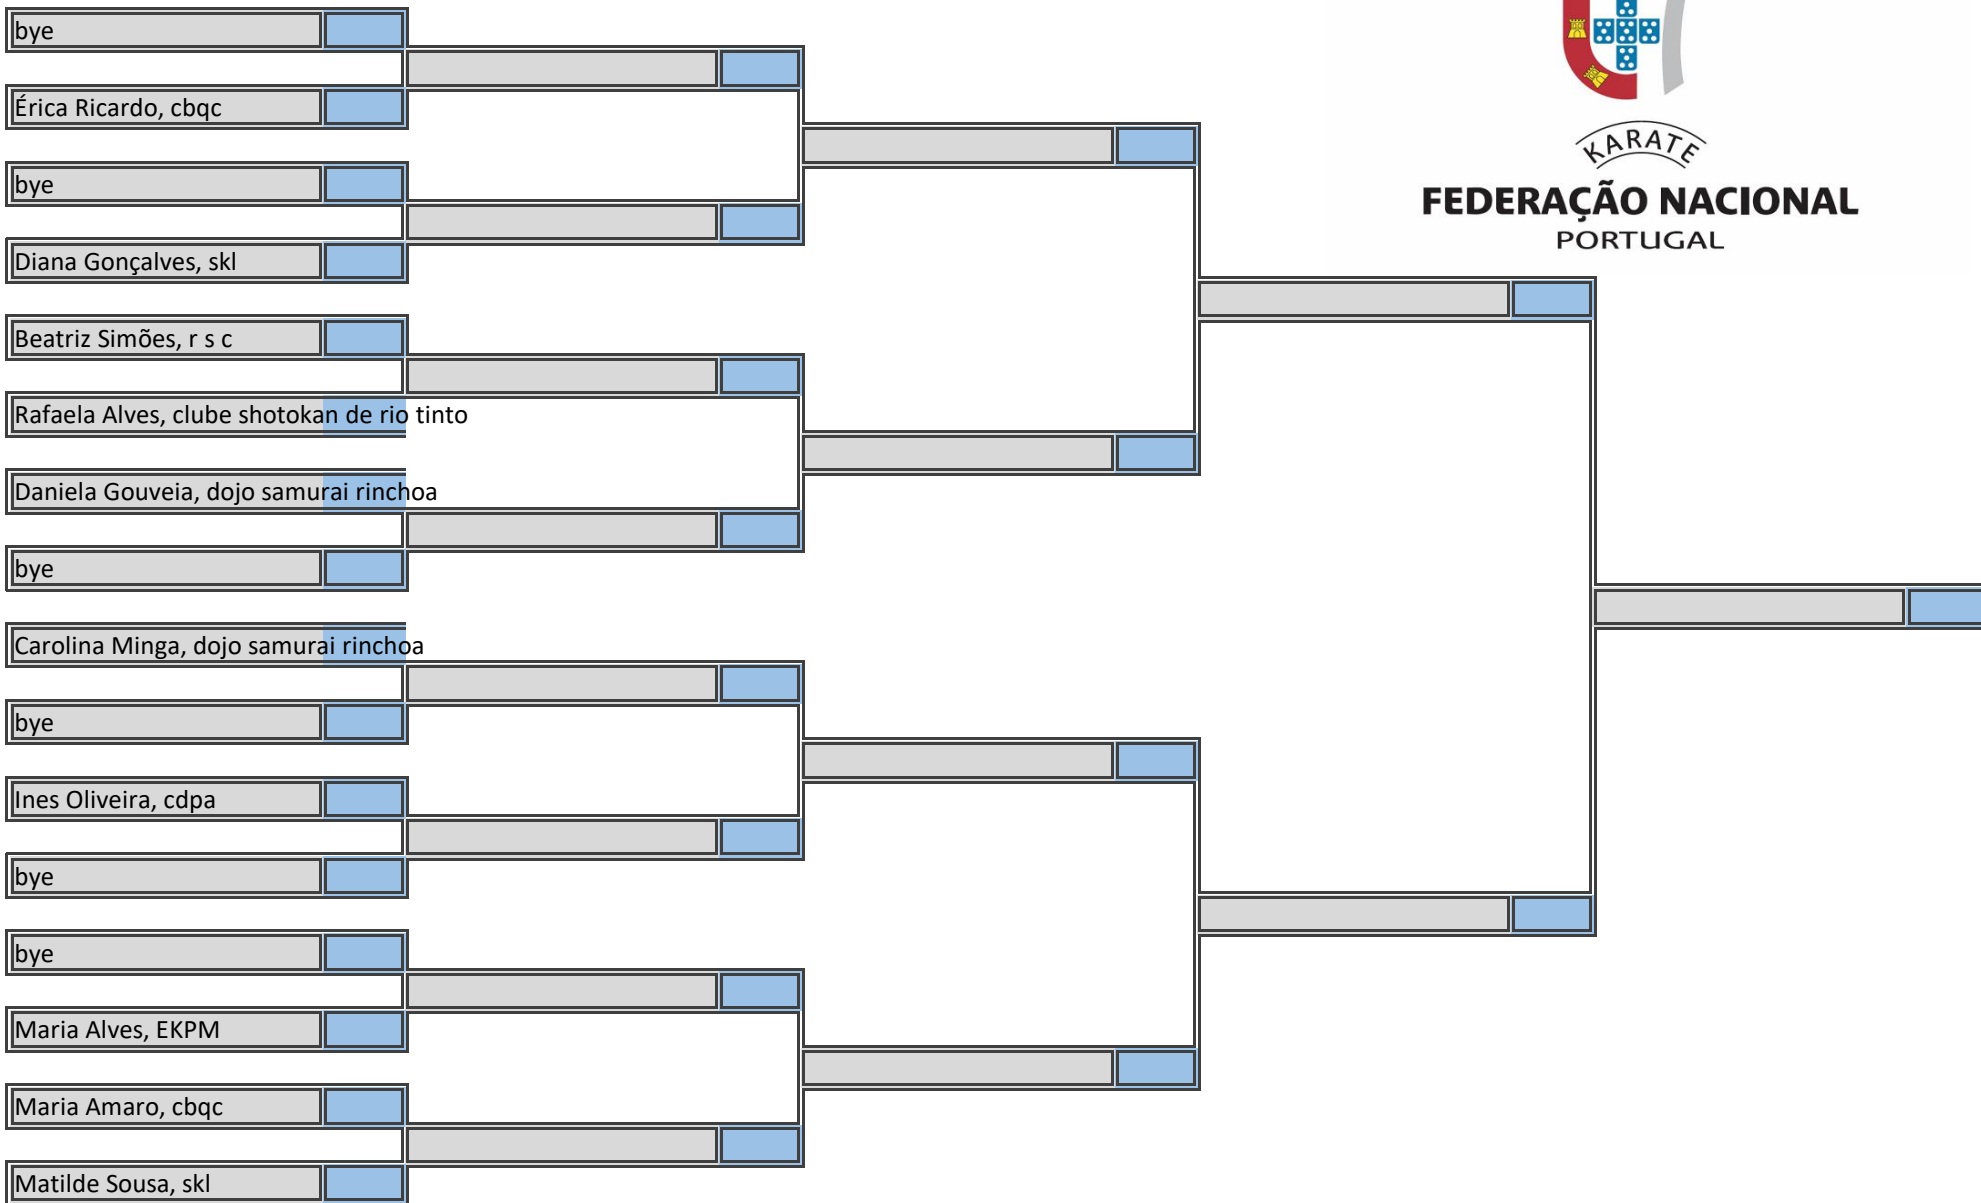 bye
Érica Ricardo, cbqc
bye
Diana Gonçalves, skl
Beatriz Simões, r s c
Rafaela Alves, clube shotokan de rio tinto
Daniela Gouveia, dojo samurai rinchoa
bye
Carolina Minga, dojo samurai rinchoa
bye
Ines Oliveira, cdpa
bye
bye
Maria Alves, EKPM
Maria Amaro, cbqc
Matilde Sousa, skl
KARATE
FEDERAÇÃO NACIONAL
PORTUGAL